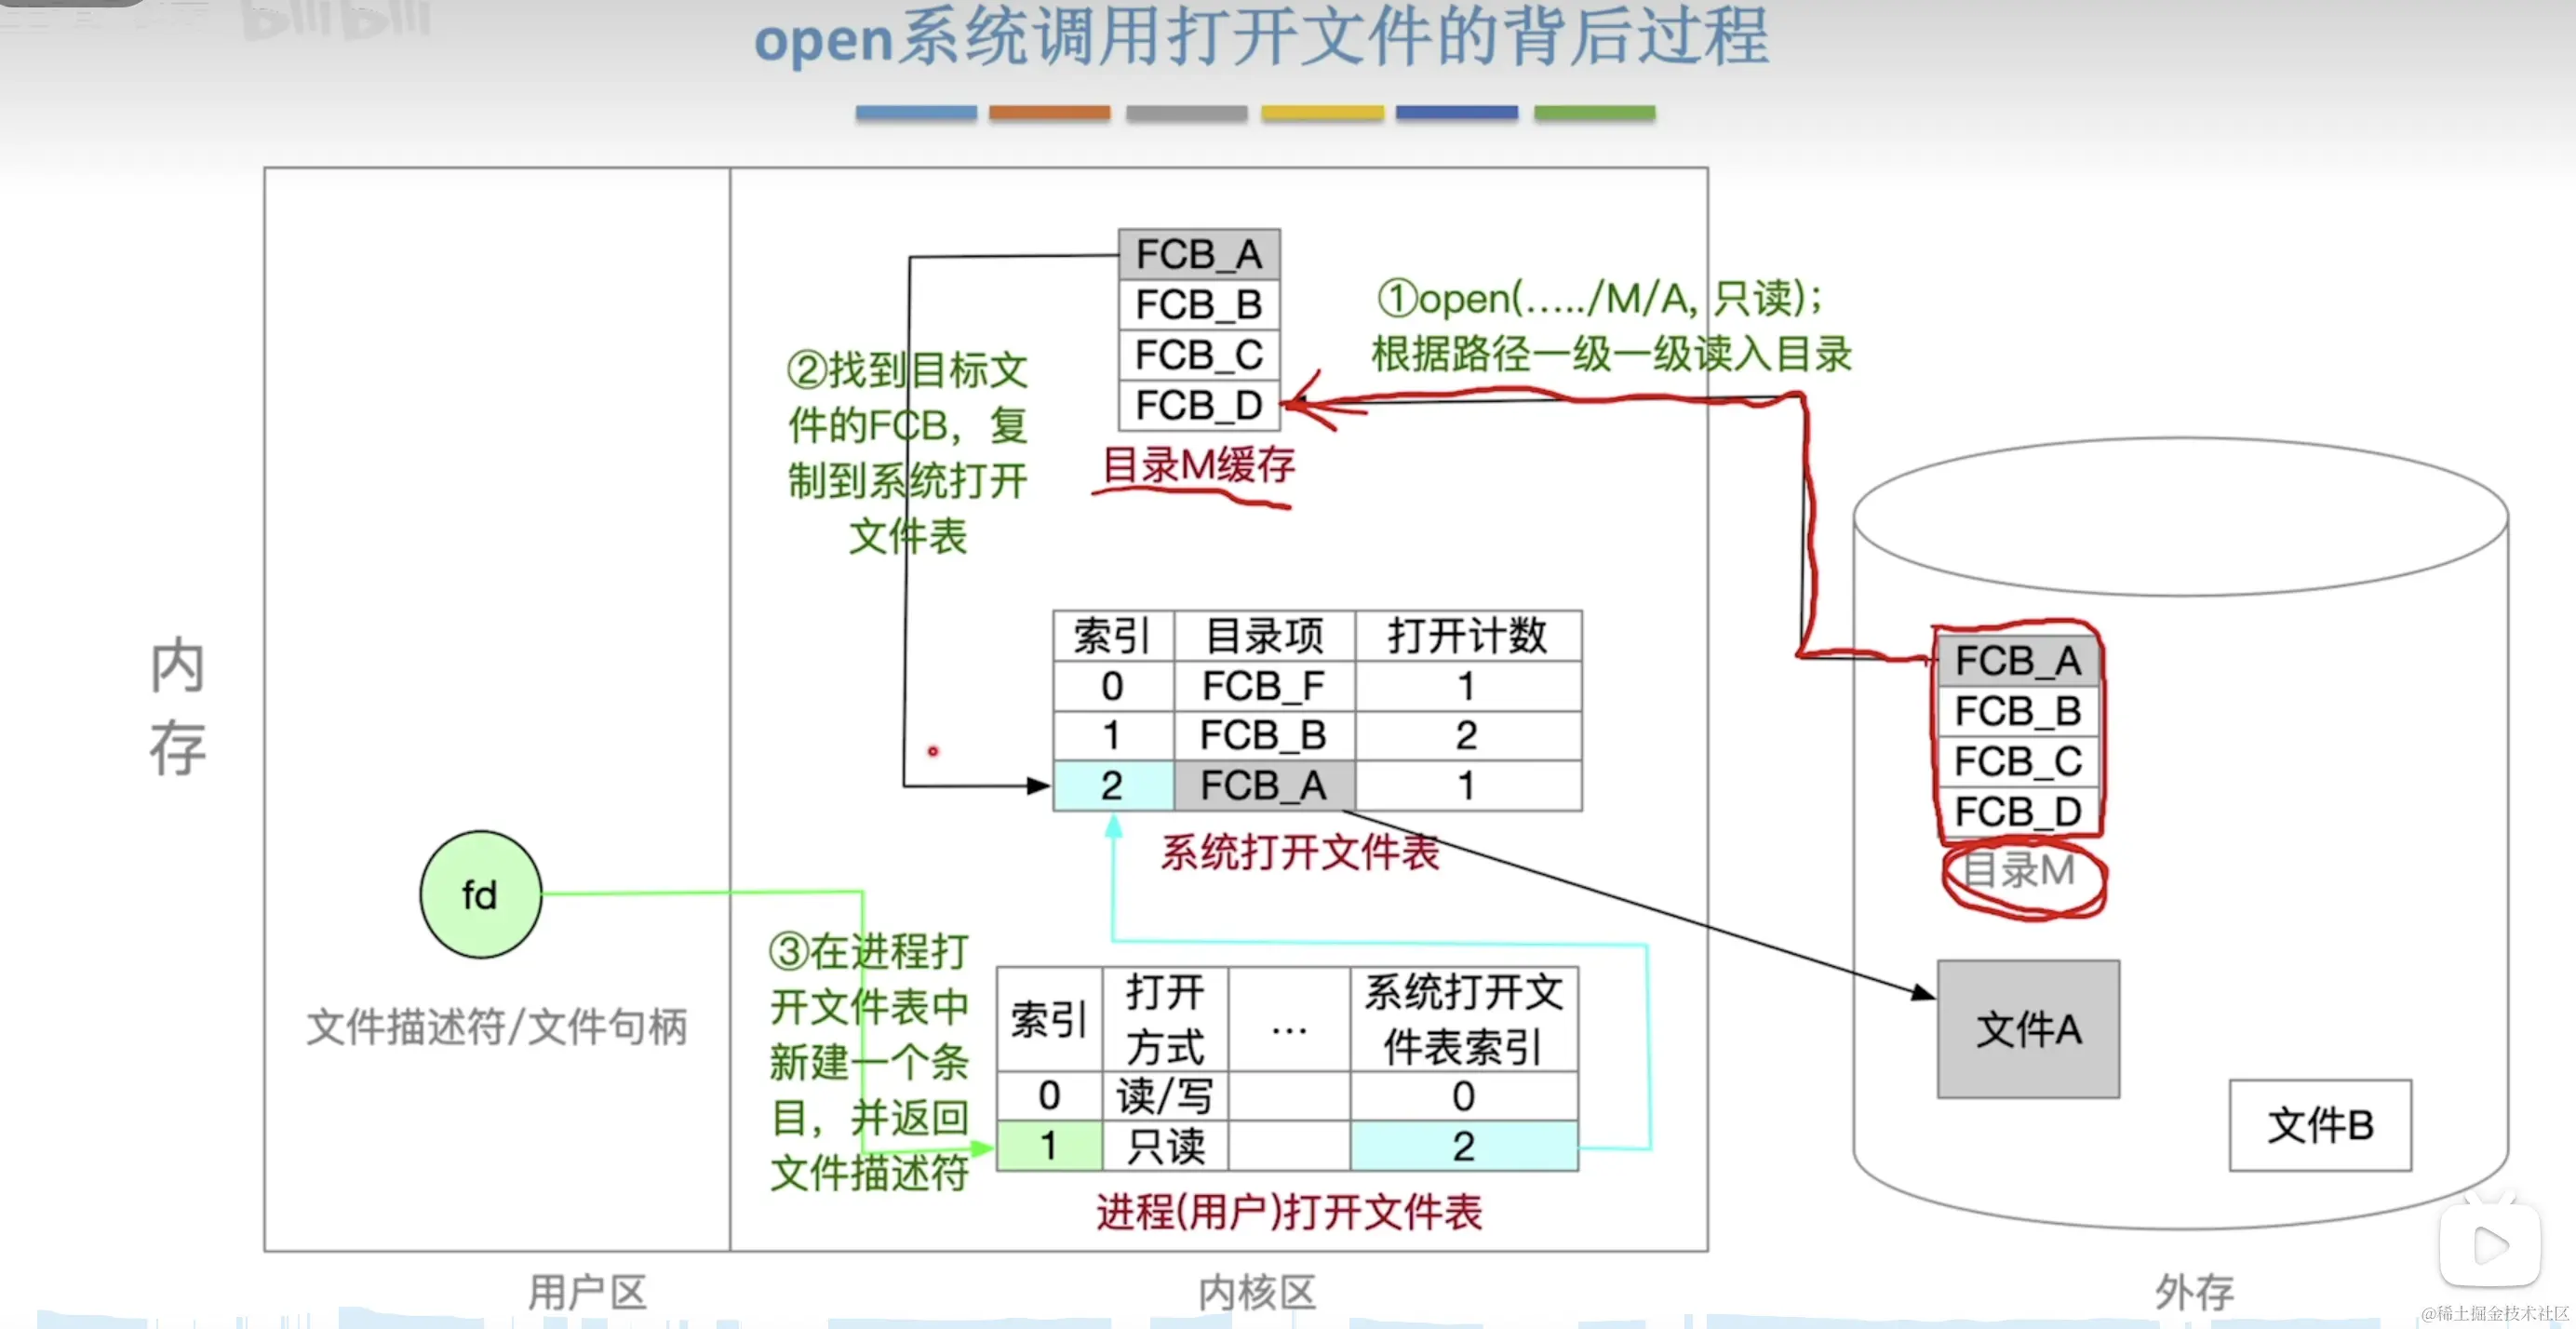 bilibili
open系统调用打开文件的背后过程
FCB_A
FCB_B
FCB_C
FCB_D
目录M缓存
①open(…../M/A, 只读);
根据路径一级一级读入目录
②找到目标文
件的FCB，复
制到系统打开
文件表
内
存
索引 目录项 打开计数
0 FCB_F 1
1 FCB_B 2
2 FCB_A 1
系统打开文件表
FCB_A
FCB_B
FCB_C
FCB_D
目录M
fd
文件描述符/文件句柄
③在进程打
开文件表中
新建一个条
目，并返回
文件描述符
索引 打开方式 … 系统打开文件表索引
0 读/写 0
1 只读 2
进程(用户)打开文件表
文件A
文件B
用户区
内核区
外存
@稀土掘金技术社区